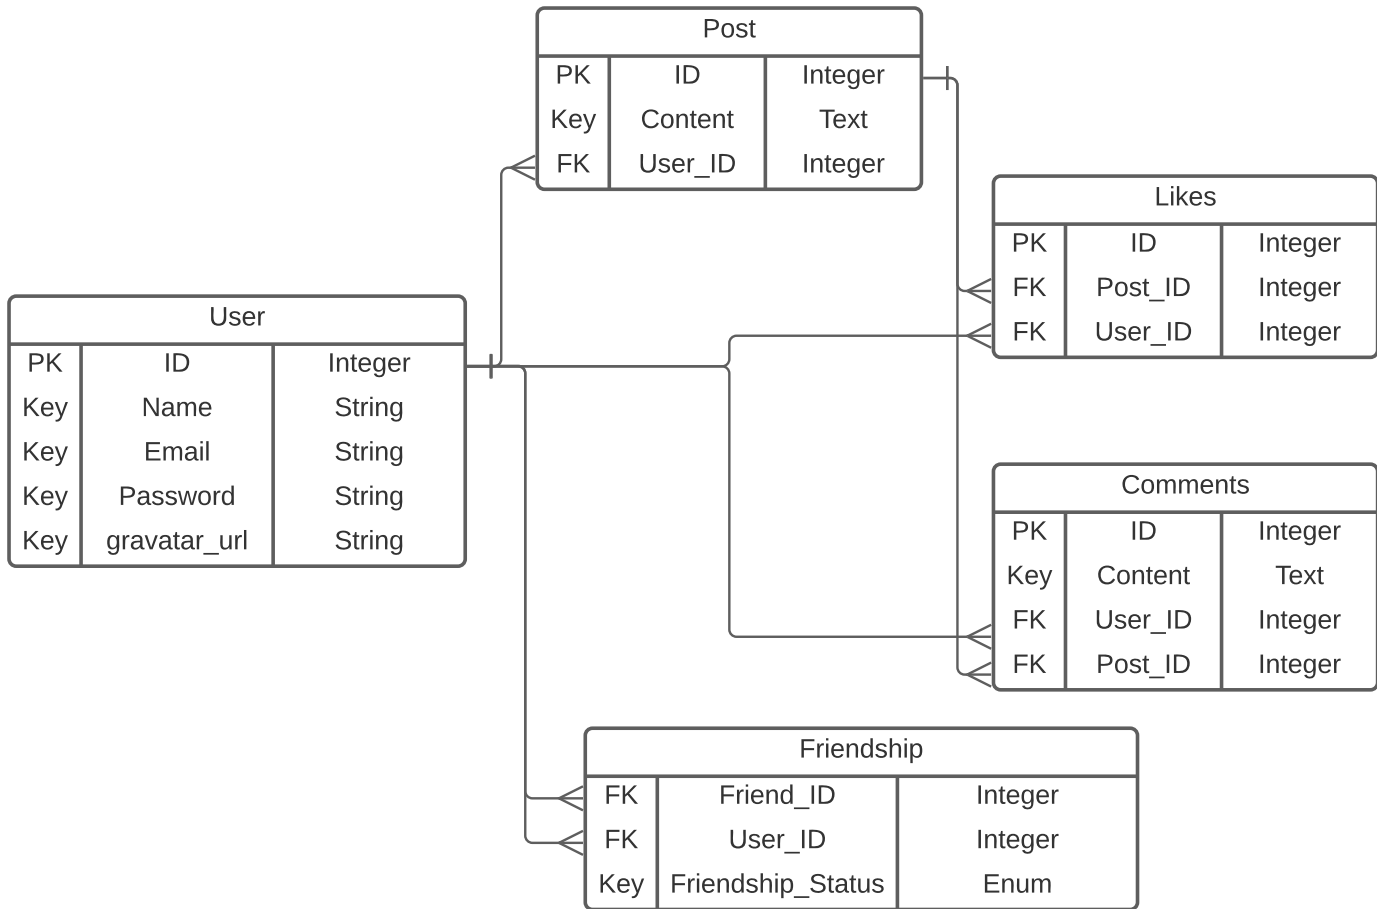 Post
PK ID Integer
Key Content Text
FK User_ID Integer
Likes
PK ID Integer
FK Post_ID Integer
FK User_ID Integer
User
PK ID Integer
Key Name String
Key Email String
Key Password String
Key gravatar_url String
Comments
PK ID Integer
Key Content Text
FK User_ID Integer
FK Post_ID Integer
Friendship
FK Friend_ID Integer
FK User_ID Integer
Key Friendship_Status Enum